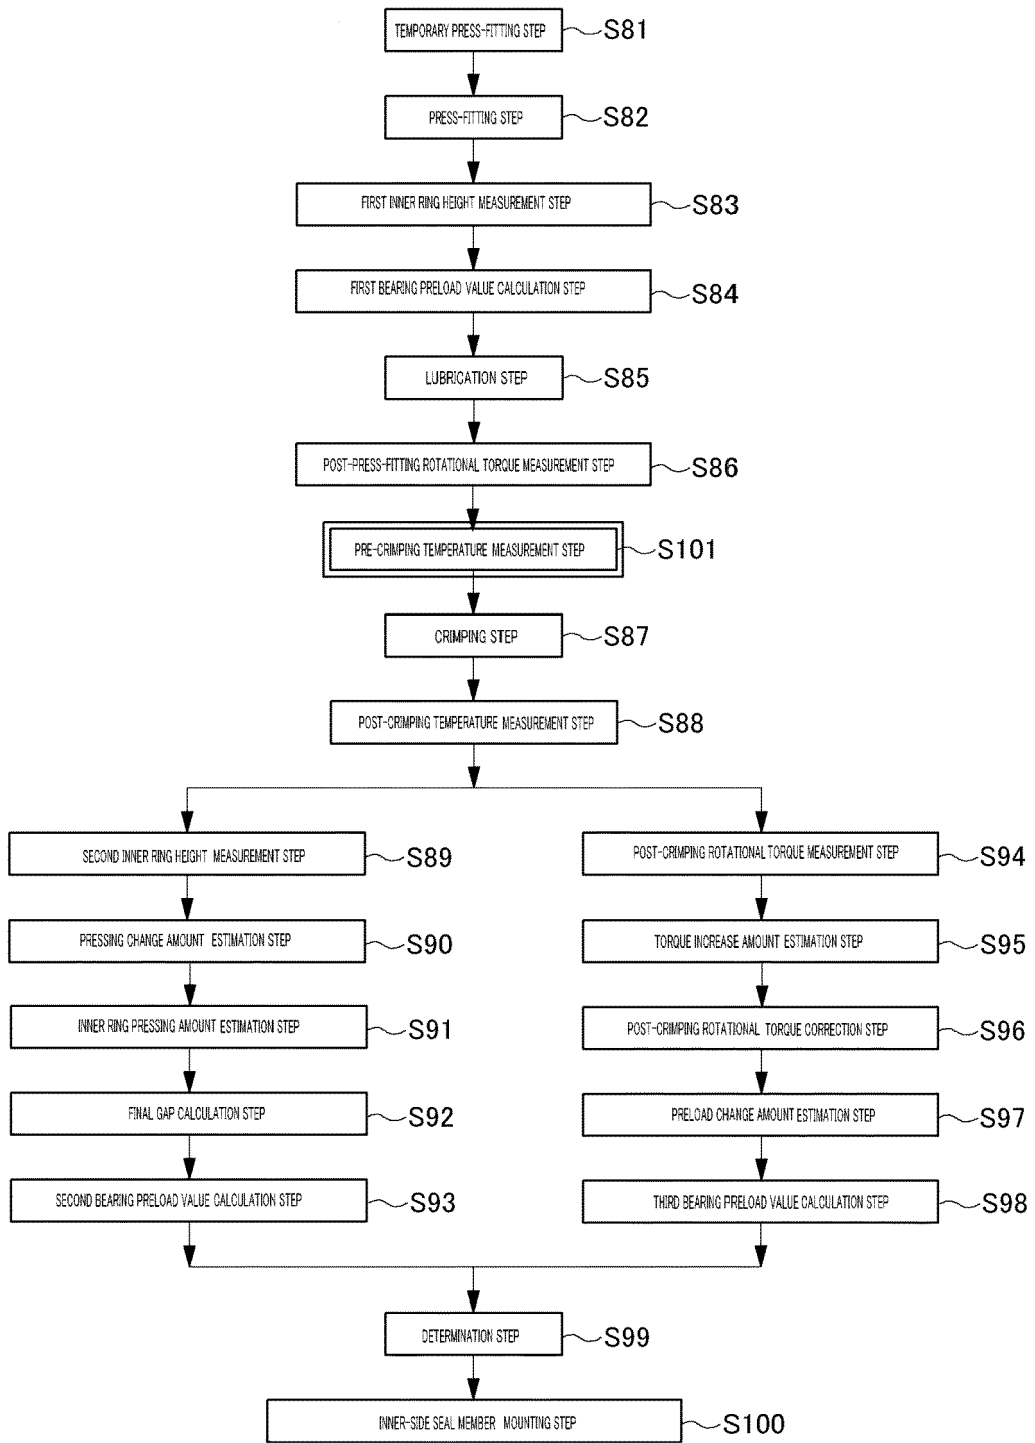 TEMPORARY PRESS-FITTING STEP S81
PRESS-FITTING STEP S82
FIRST INNER RING HEIGHT MEASUREMENT STEP S83
FIRST BEARING PRELOAD VALUE CALCULATION STEP S84
LUBRICATION STEP S85
POST-PRESS-FITTING ROTATIONAL TORQUE MEASUREMENT STEP S86
PRE-CRIMPING TEMPERATURE MEASUREMENT STEP S101
CRIMPING STEP S87
POST-CRIMPING TEMPERATURE MEASUREMENT STEP S88
SECOND INNER RING HEIGHT MEASUREMENT STEP S89
PRESSING CHANGE AMOUNT ESTIMATION STEP S90
INNER RING PRESSING AMOUNT ESTIMATION STEP S91
FINAL GAP CALCULATION STEP S92
SECOND BEARING PRELOAD VALUE CALCULATION STEP S93
POST-CRIMPING ROTATIONAL TORQUE MEASUREMENT STEP S94
TORQUE INCREASE AMOUNT ESTIMATION STEP S95
POST-CRIMPING ROTATIONAL TORQUE CORRECTION STEP S96
PRELOAD CHANGE AMOUNT ESTIMATION STEP S97
THIRD BEARING PRELOAD VALUE CALCULATION STEP S98
DETERMINATION STEP S99
INNER-SIDE SEAL MEMBER MOUNTING STEP S100